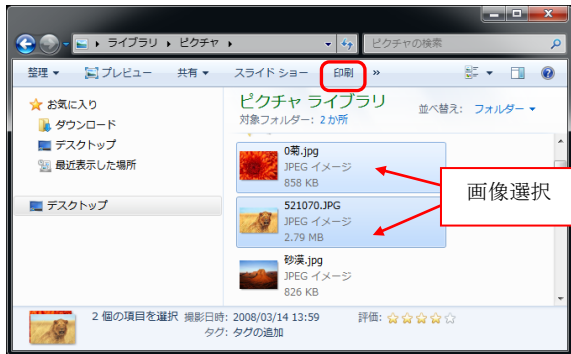 ライブラリ ピクチャ ピクチャの検索
整理 プレビュー 共有 スライド ショー 印刷 »
お気に入り
ダウンロード
デスクトップ
最近表示した場所
デスクトップ
ピクチャ ライブラリ
対象フォルダー: 2 か所
並べ替え: フォルダー
0菊.jpg
JPEG イメージ
858 KB
521070.JPG
JPEG イメージ
2.79 MB
砂漠.jpg
JPEG イメージ
826 KB
画像選択
2 個の項目を選択 撮影日時: 2008/03/14 13:59 評価:
タグ: タグの追加